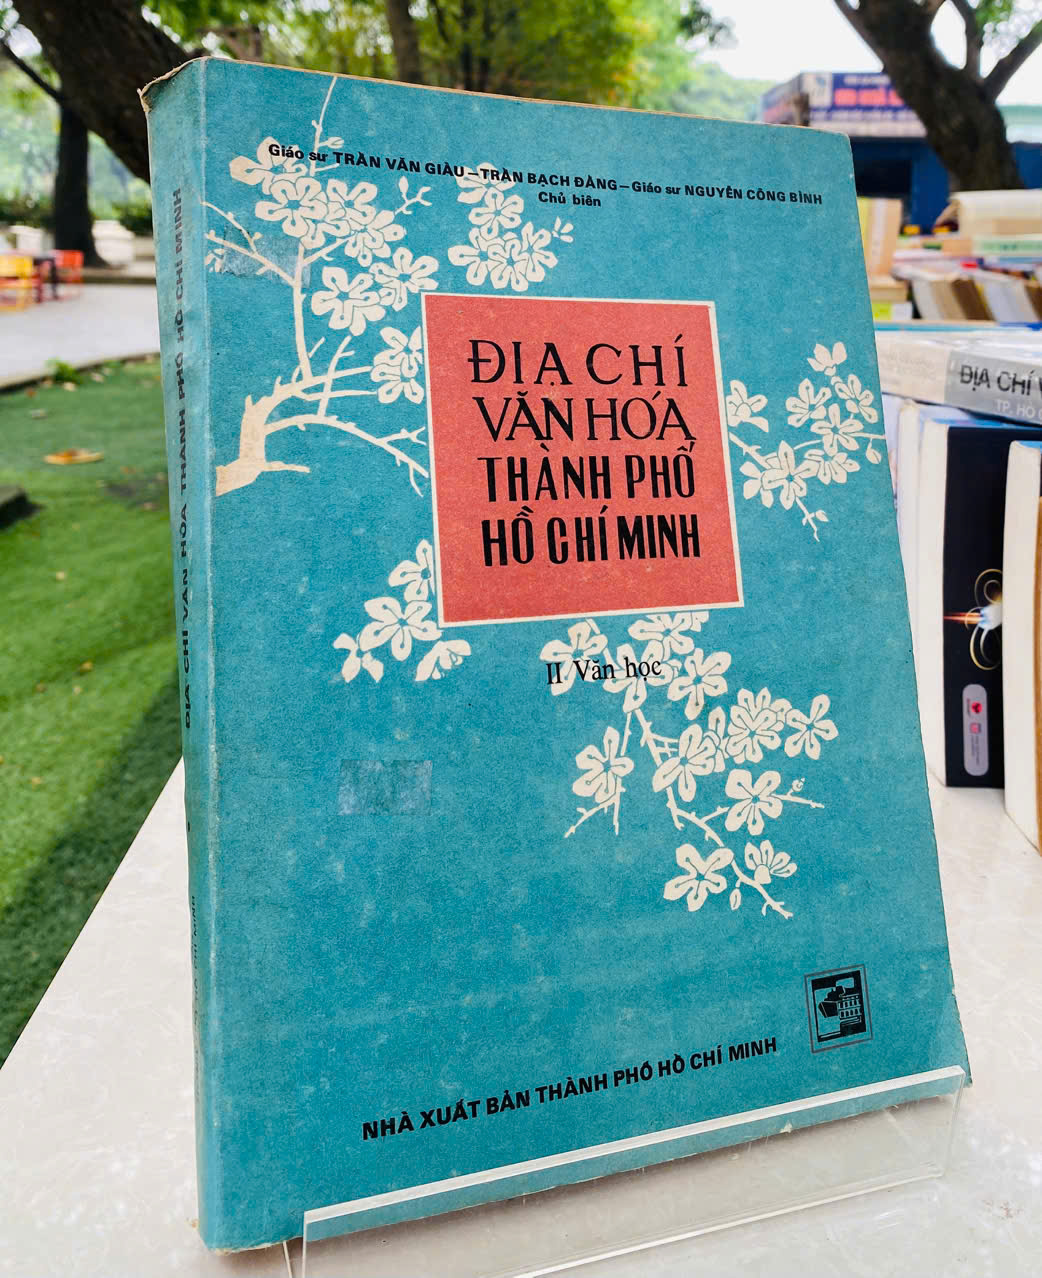 Giáo sư TRẦN VĂN GIÀU – TRẦN BẠCH ĐẰNG – Giáo sư NGUYỄN CÔNG BÌNH
Chủ biên
ĐỊA CHÍ
VĂN HÓA
THÀNH PHỐ
HỒ CHÍ MINH
II Văn học
NHÀ XUẤT BẢN THÀNH PHỐ HỒ CHÍ MINH
ĐỊA CHÍ VĂN HÓA THÀNH PHỐ HỒ CHÍ MINH
ĐỊA CHÍ V
TP. HỒ